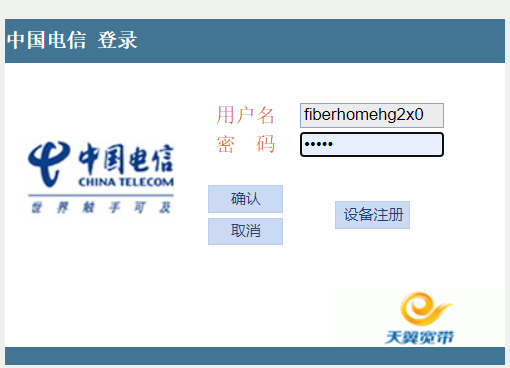 中国电信 登录
用户名 fiberhomehg2x0
密 码 •••••
中国电信
CHINA TELECOM
世界触手可及
确认
取消
设备注册
天翼宽带